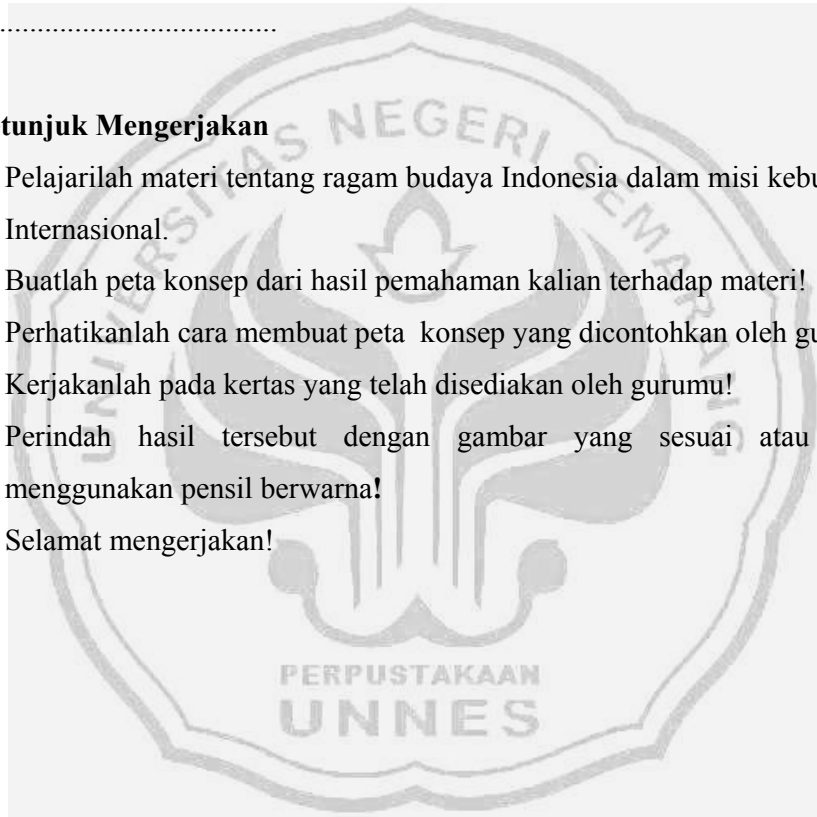 ....................................
tunjuk Mengerjakan
Pelajarilah materi tentang ragam budaya Indonesia dalam misi kebu
Internasional.
Buatlah peta konsep dari hasil pemahaman kalian terhadap materi!
Perhatikanlah cara membuat peta konsep yang dicontohkan oleh gu
Kerjakanlah pada kertas yang telah disediakan oleh gurumu!
Perindah hasil tersebut dengan gambar yang sesuai atau
menggunakan pensil berwarna!
Selamat mengerjakan!
UNIVERSITAS NEGERI SEMARANG
PERPUSTAKAAN
UNNES